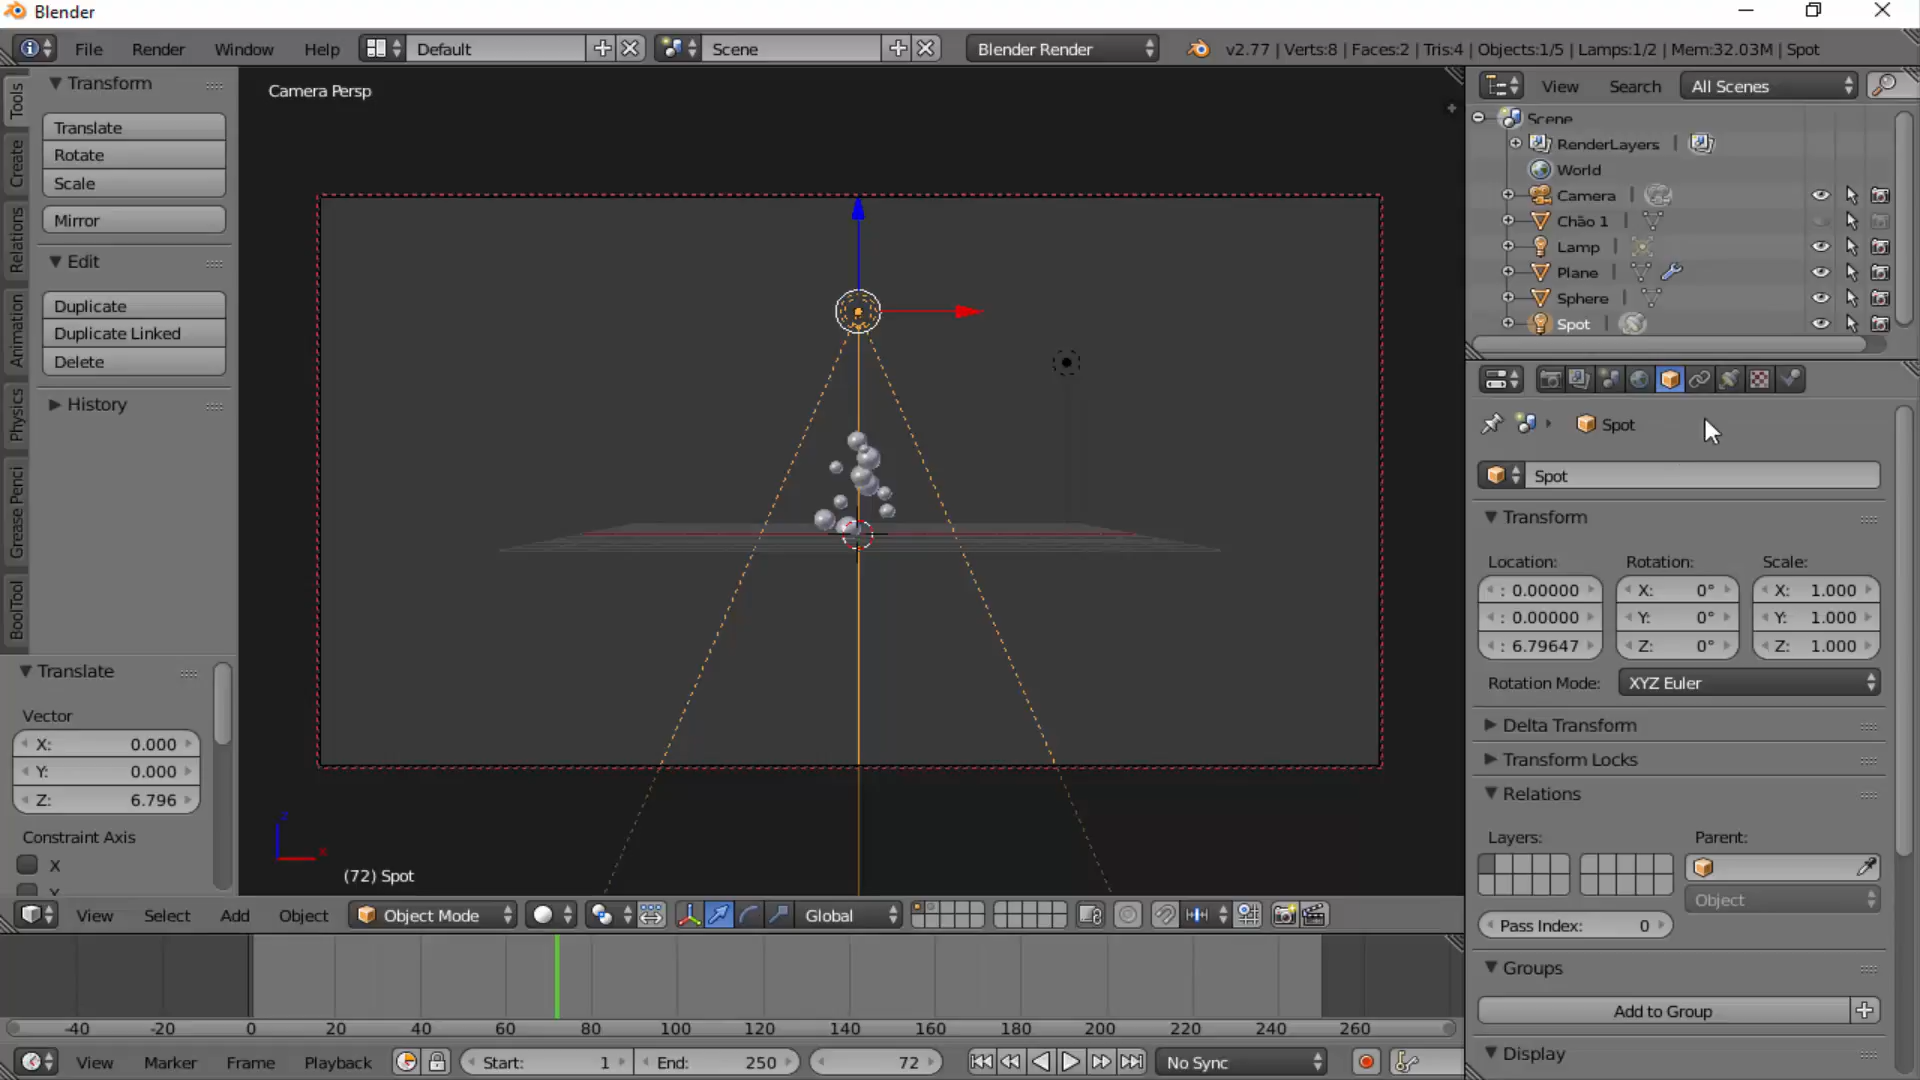 Blender
File Render Window Help Default Scene Blender Render v2.77 | Verts:8 | Faces:2 | Tris:4 | Objects:1/5 | Lamps:1/2 | Mem:32.03M | Spot
Tools
Create
Relations
Animation
Physics
Grease Penci
BoolTool
Transform
Translate
Rotate
Scale
Mirror
Edit
Duplicate
Duplicate Linked
Delete
History
Translate
Vector
X: 0.000
Y: 0.000
Z: 6.796
Constraint Axis
X
Y
Camera Persp
z
x
(72) Spot
View Select Add Object Object Mode Global
-40 -20 0 20 40 60 80 100 120 140 160 180 200 220 240 260
View Marker Frame Playback Start: 1 End: 250 72 No Sync
View Search All Scenes
Scene
RenderLayers
World
Camera
Chão 1
Lamp
Plane
Sphere
Spot
Spot
Spot
Transform
Location: Rotation: Scale:
: 0.00000 X: 0° X: 1.000
: 0.00000 Y: 0° Y: 1.000
: 6.79647 Z: 0° Z: 1.000
Rotation Mode: XYZ Euler
Delta Transform
Transform Locks
Relations
Layers: Parent:
Object
Pass Index: 0
Groups
Add to Group
Display